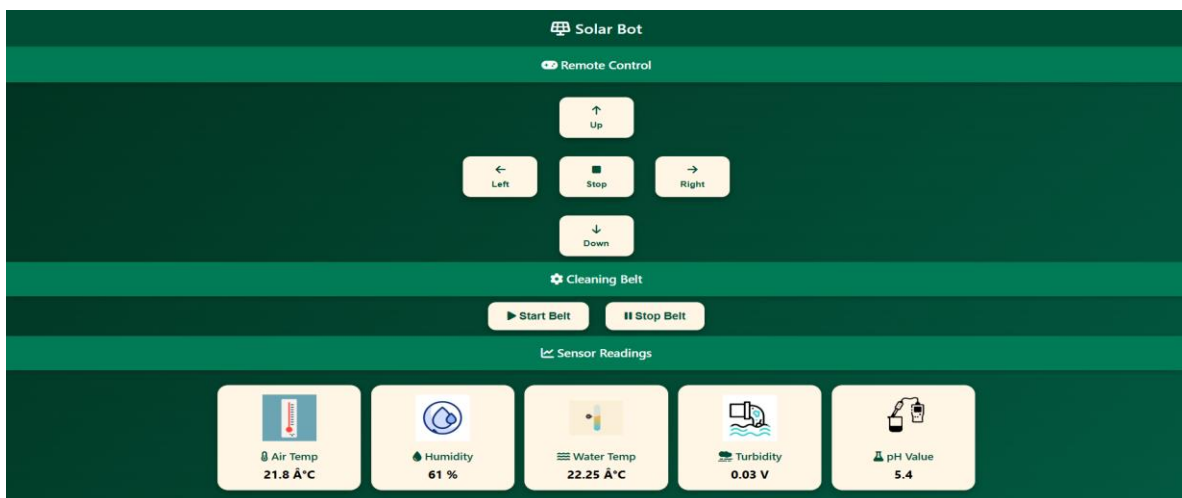 Solar Bot
Remote Control
Up
Left
Stop
Right
Down
Cleaning Belt
Start Belt
Stop Belt
Sensor Readings
Air Temp
21.8 Â°C
Humidity
61 %
Water Temp
22.25 Â°C
Turbidity
0.03 V
pH Value
5.4